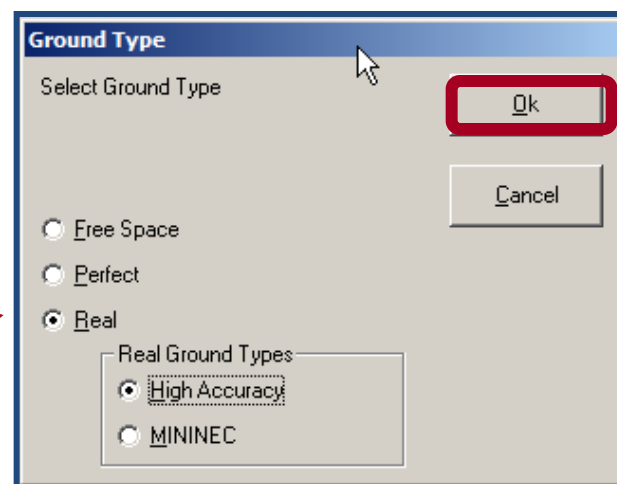 Ground Type
Select Ground Type
Ok
Cancel
Free Space
Perfect
Real
Real Ground Types
High Accuracy
MININEC